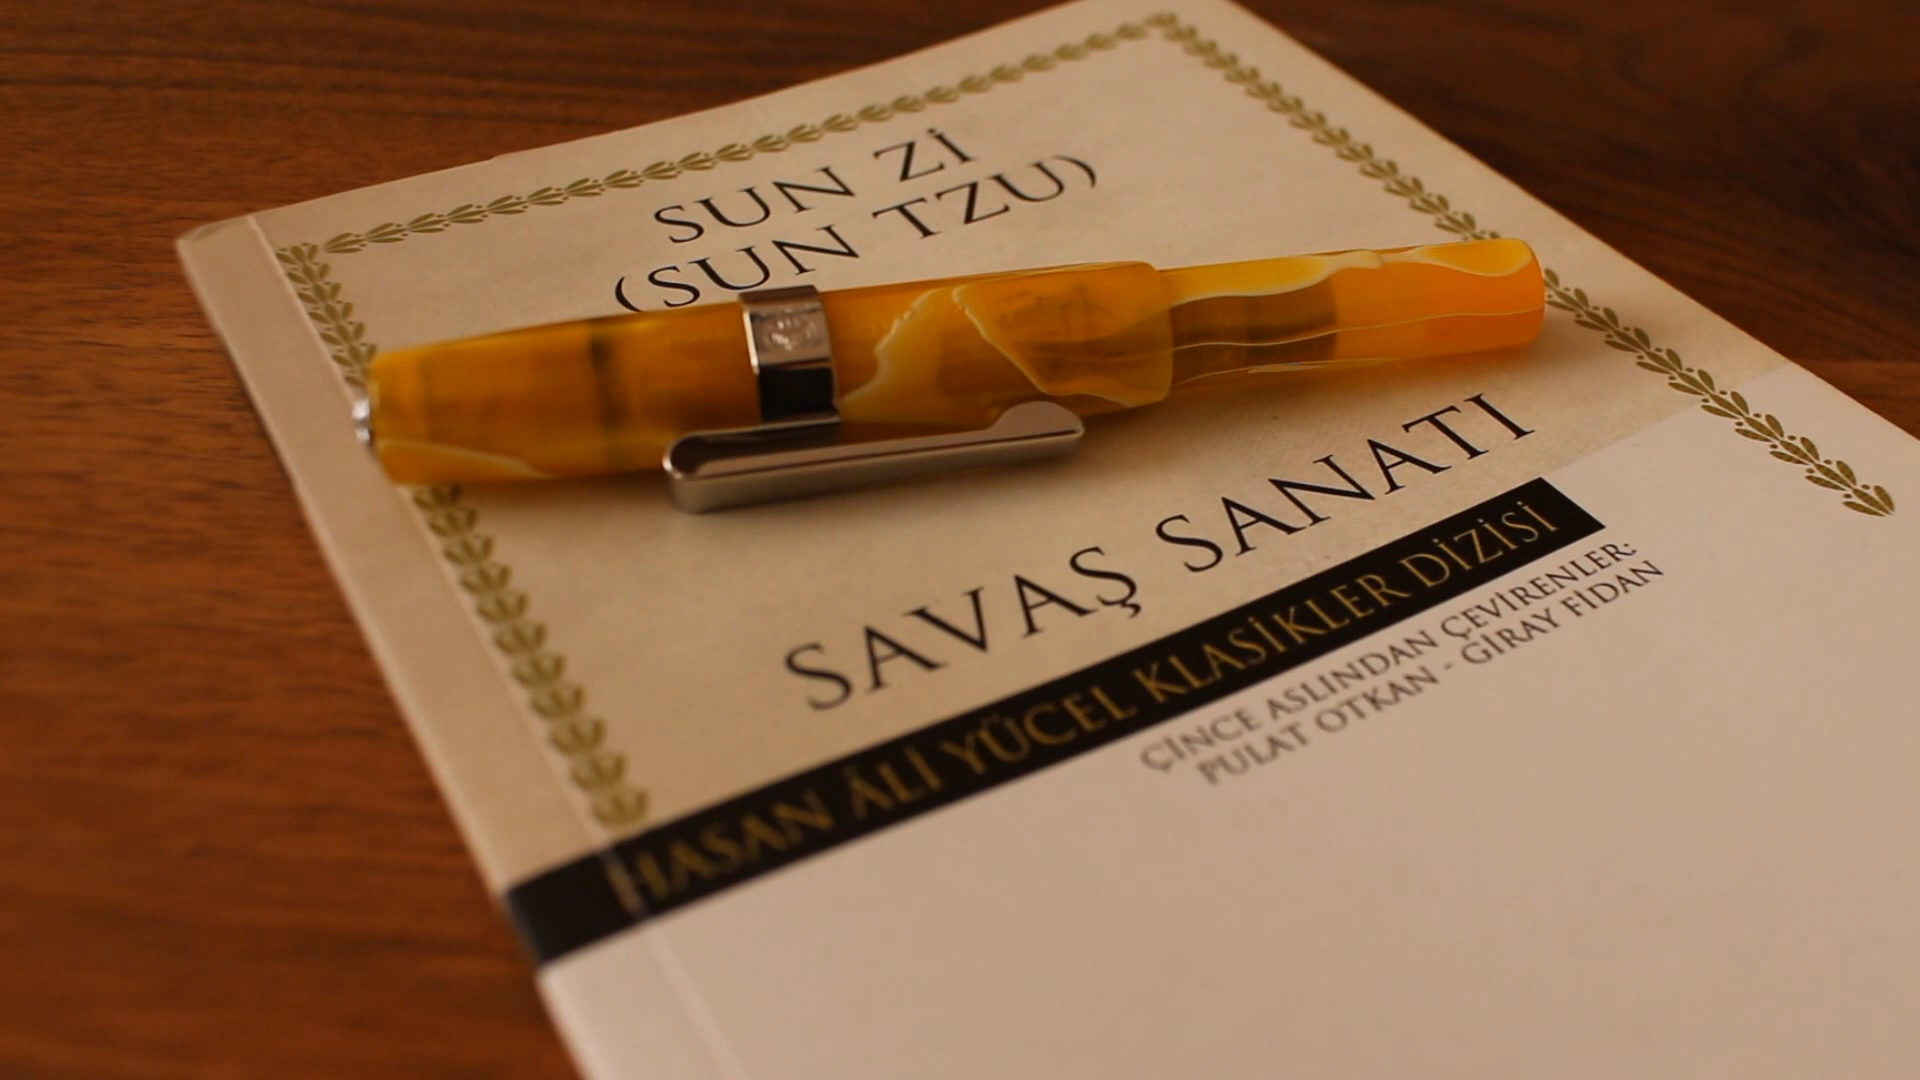 SUN Zİ
(SUN TZU)
SAVAŞ SANATI
HASAN ÂLİ YÜCEL KLASİKLER DİZİSİ
ÇİNCE ASLINDAN ÇEVİRENLER:
PULAT OTKAN - GİRAY FİDAN